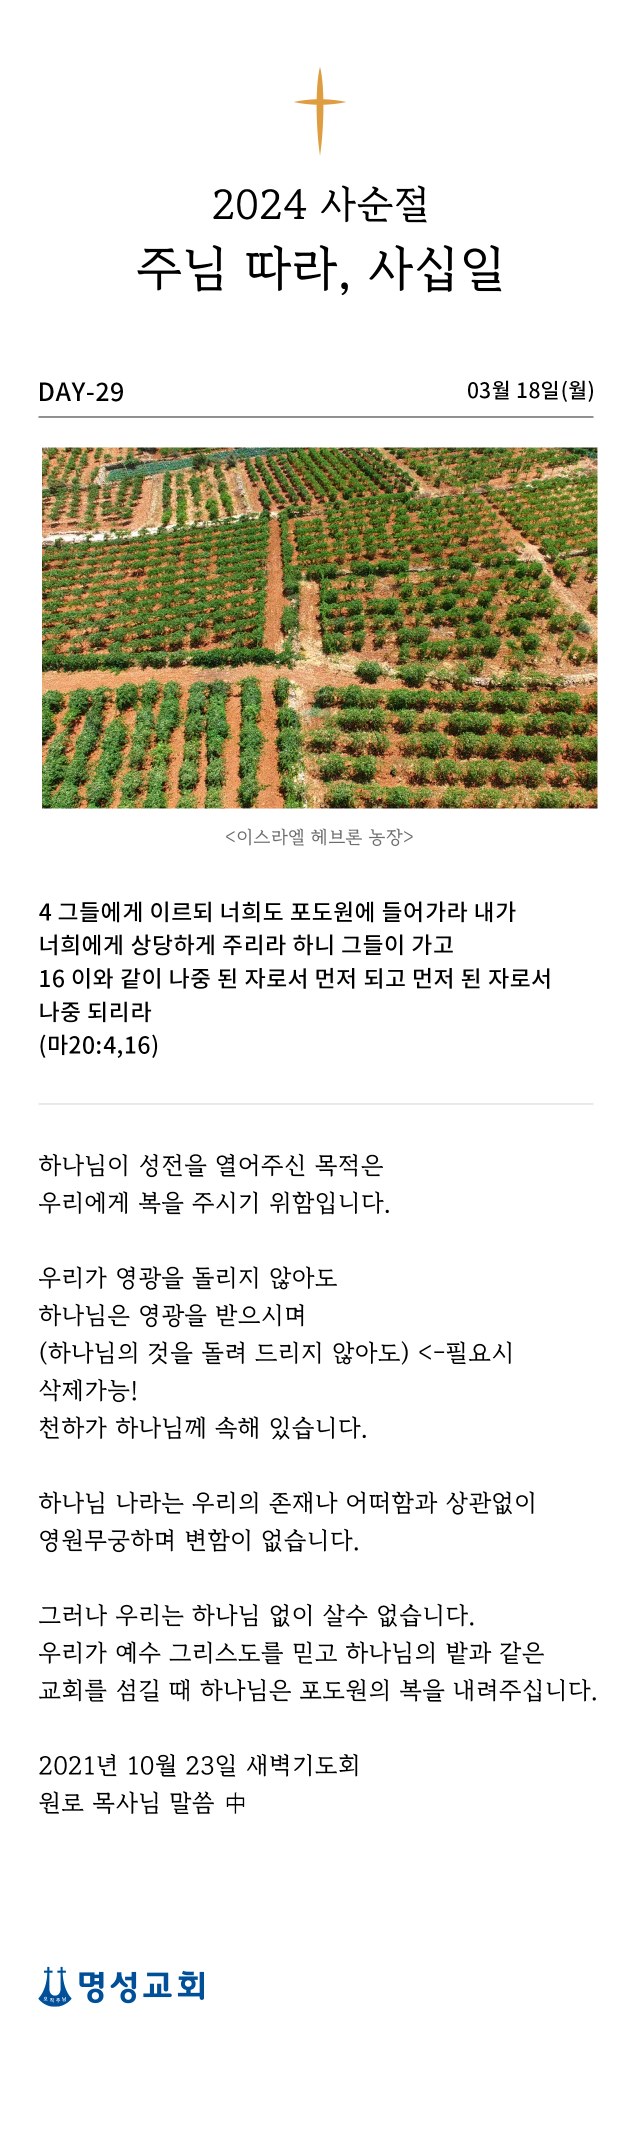 2024 사순절
주님 따라, 사십일
DAY-29
03월 18일(월)
<이스라엘 헤브론 농장>
4 그들에게 이르되 너희도 포도원에 들어가라 내가
너희에게 상당하게 주리라 하니 그들이 가고
16 이와 같이 나중 된 자로서 먼저 되고 먼저 된 자로서
나중 되리라
(마20:4,16)
하나님이 성전을 열어주신 목적은
우리에게 복을 주시기 위함입니다.
우리가 영광을 돌리지 않아도
하나님은 영광을 받으시며
(하나님의 것을 돌려 드리지 않아도) <-필요시
삭제가능!
천하가 하나님께 속해 있습니다.
하나님 나라는 우리의 존재나 어떠함과 상관없이
영원무궁하며 변함이 없습니다.
그러나 우리는 하나님 없이 살수 없습니다.
우리가 예수 그리스도를 믿고 하나님의 밭과 같은
교회를 섬길 때 하나님은 포도원의 복을 내려주십니다.
2021년 10월 23일 새벽기도회
원로 목사님 말씀 中
오직주님
명성교회